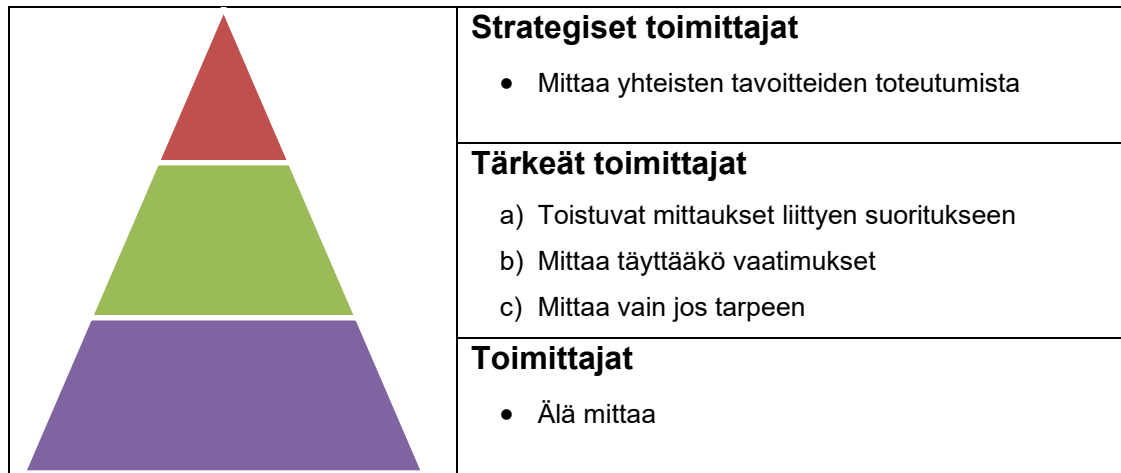 Strategiset toimittajat
• Mittaa yhteisten tavoitteiden toteutumista
Tärkeät toimittajat
a) Toistuvat mittaukset liittyen suoritukseen
b) Mittaa täyttääkö vaatimukset
c) Mittaa vain jos tarpeen
Toimittajat
• Älä mittaa